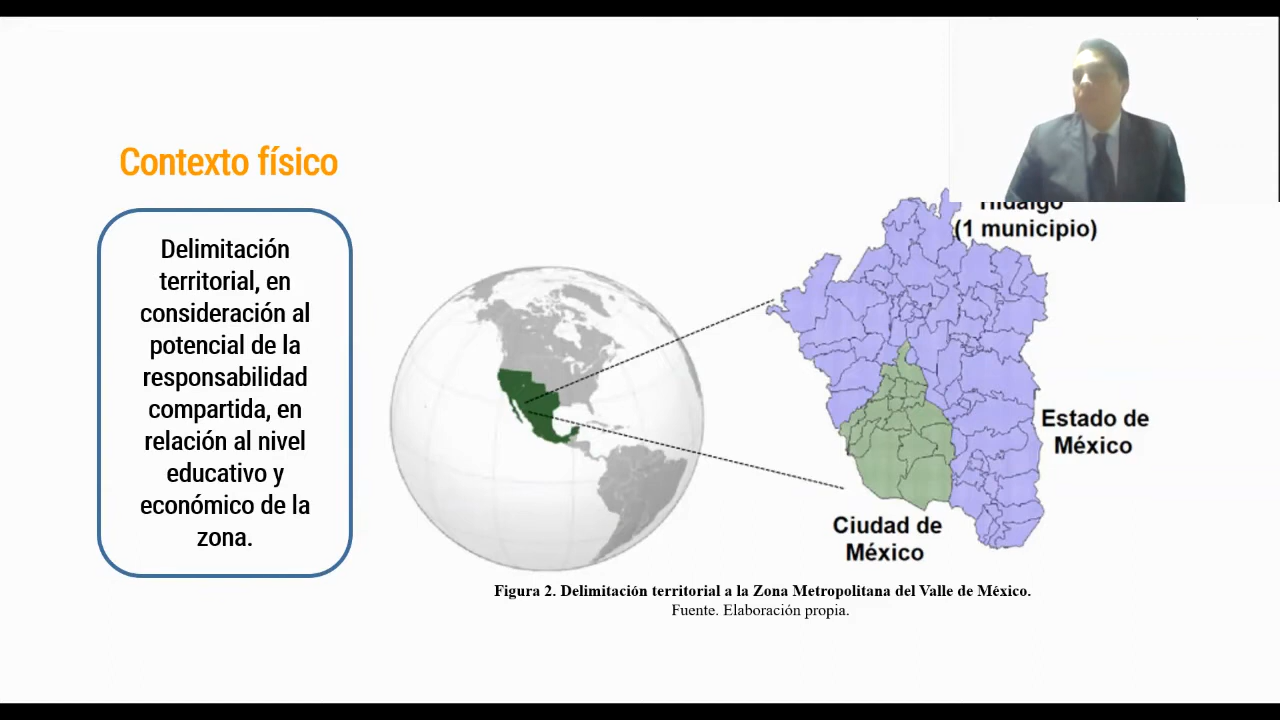 Contexto físico
Delimitación
territorial, en
consideración al
potencial de la
responsabilidad
compartida, en
relación al nivel
educativo y
económico de la
zona.
Hidalgo
(1 municipio)
Estado de
México
Ciudad de
México
Figura 2. Delimitación territorial a la Zona Metropolitana del Valle de México.
Fuente. Elaboración propia.